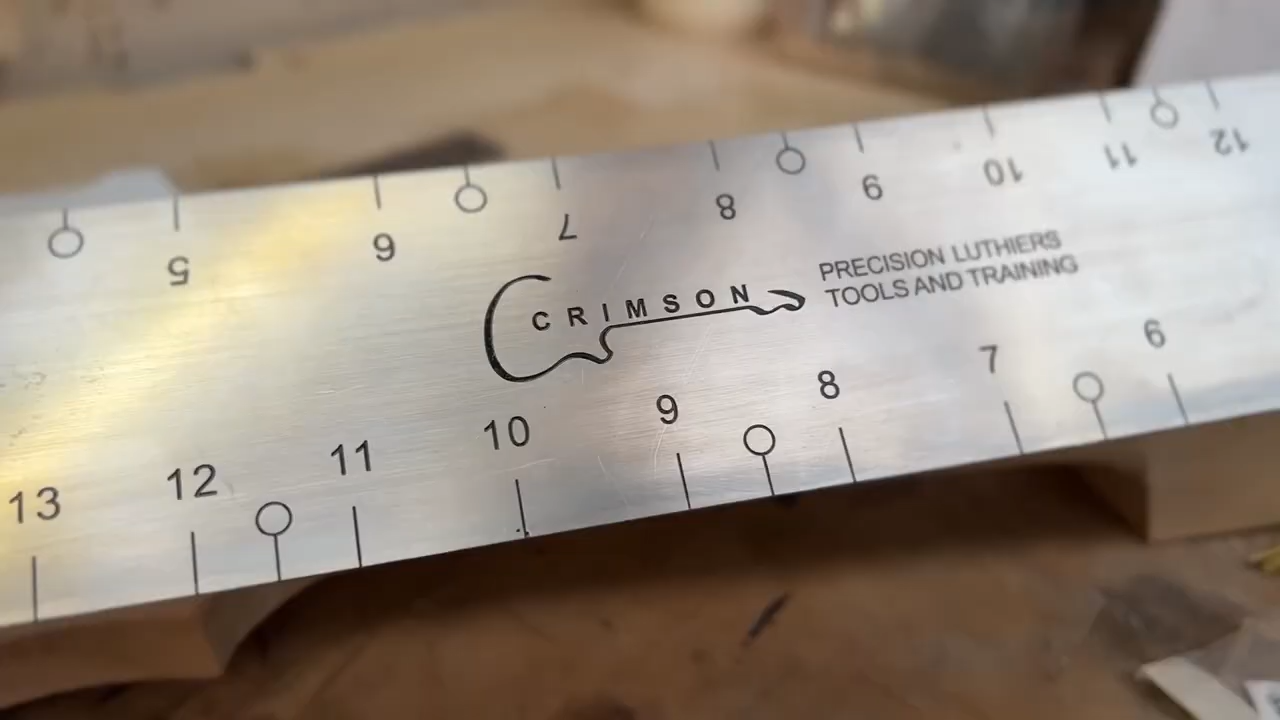 5 6 7 8 9 10 11 12
CRIMSON
PRECISION LUTHIERS
TOOLS AND TRAINING
13 12 11 10 9 8 7 6